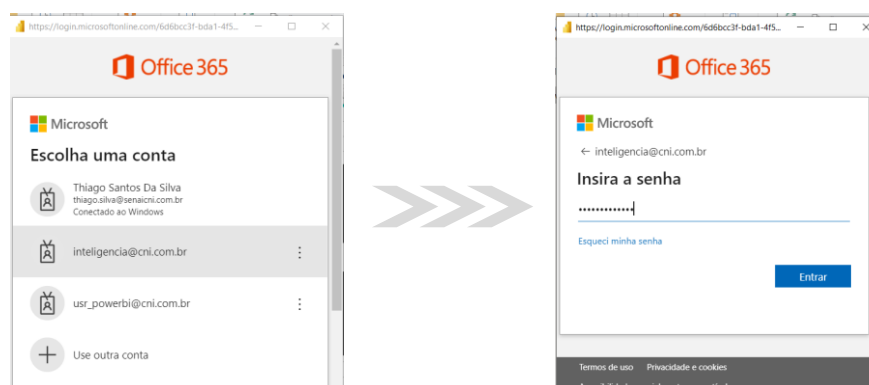 https://login.microsoftonline.com/6d6bcc3f-bda1-4f5...
Office 365
Microsoft
Escolha uma conta
Thiago Santos Da Silva
thiago.silva@senaicni.com.br
Conectado ao Windows
inteligencia@cni.com.br
usr_powerbi@cni.com.br
Use outra conta
https://login.microsoftonline.com/6d6bcc3f-bda1-4f5...
Office 365
Microsoft
← inteligencia@cni.com.br
Insira a senha
Esqueci minha senha
Entrar
Termos de uso Privacidade e cookies